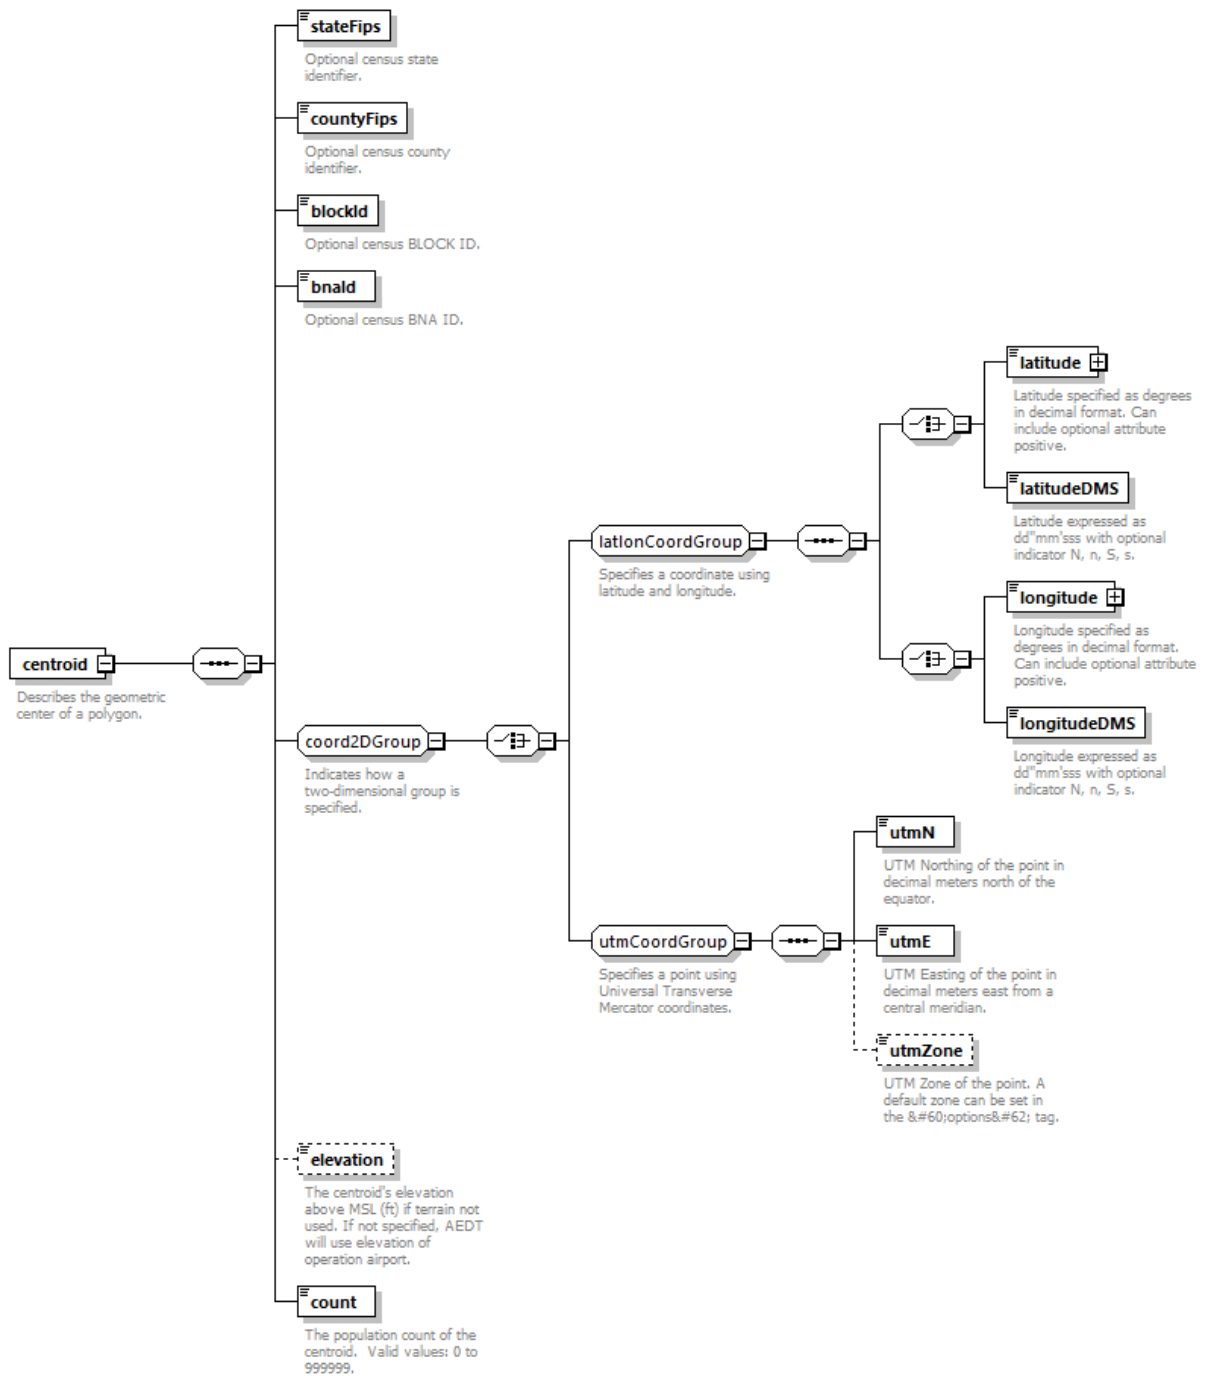 stateFips
Optional census state
identifier.
countyFips
Optional census county
identifier.
blockId
Optional census BLOCK ID.
bnaId
Optional census BNA ID.
latitude
Latitude specified as degrees
in decimal format. Can
include optional attribute
positive.
latitudeDMS
Latitude expressed as
dd"mm'sss with optional
indicator N, n, S, s.
latlonCoordGroup
Specifies a coordinate using
latitude and longitude.
longitude
Longitude specified as
degrees in decimal format.
Can include optional attribute
positive.
longitudeDMS
Longitude expressed as
dd"mm'sss with optional
indicator N, n, S, s.
centroid
Describes the geometric
center of a polygon.
coord2DGroup
Indicates how a
two-dimensional group is
specified.
utmN
UTM Northing of the point in
decimal meters north of the
equator.
utmCoordGroup
Specifies a point using
Universal Transverse
Mercator coordinates.
utmE
UTM Easting of the point in
decimal meters east from a
central meridian.
utmZone
UTM Zone of the point. A
default zone can be set in
the &#60;options&#62; tag.
elevation
The centroid's elevation
above MSL (ft) if terrain not
used. If not specified, AEDT
will use elevation of
operation airport.
count
The population count of the
centroid.  Valid values: 0 to
999999.